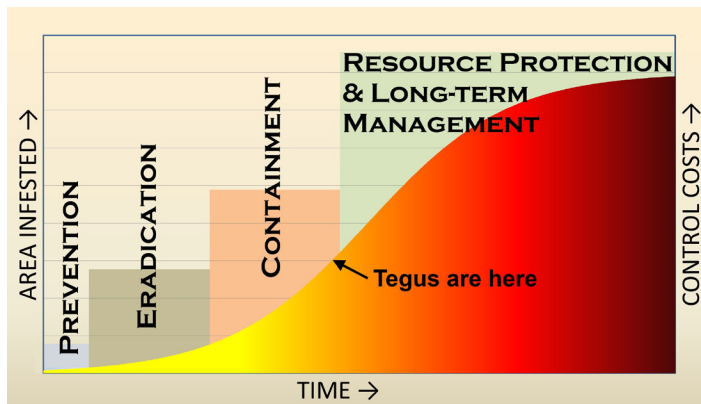 RESOURCE PROTECTION
& LONG-TERM
MANAGEMENT
CONTAINMENT
ERADICATION
PREVENTION
AREA INFESTED →
CONTROL COSTS →
Tegus are here
TIME →